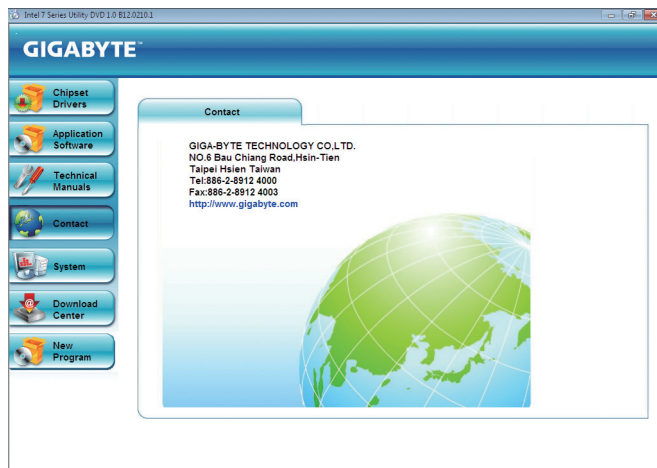 Intel 7 Series Utility DVD 1.0 B12.0210.1
GIGABYTE™
Chipset
Drivers
Application
Software
Technical
Manuals
Contact
System
Download
Center
New
Program
Contact
GIGA-BYTE TECHNOLOGY CO,LTD.
NO.6 Bau Chiang Road,Hsin-Tien
Taipei Hsien Taiwan
Tel:886-2-8912 4000
Fax:886-2-8912 4003
http://www.gigabyte.com